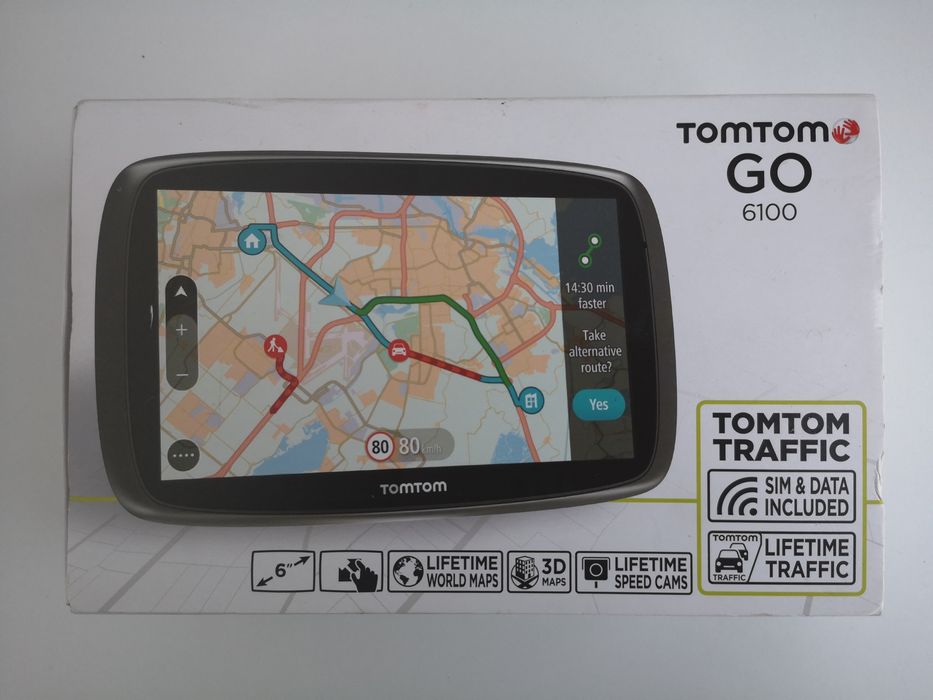 TOMTOM
GO
6100
14:30 min
faster
Take
alternative
route?
Yes
80
80 km/h
TOMTOM
TOMTOM
TRAFFIC
SIM & DATA
INCLUDED
TOMTOM
TRAFFIC
LIFETIME
TRAFFIC
6"
LIFETIME
WORLD MAPS
3D
MAPS
LIFETIME
SPEED CAMS